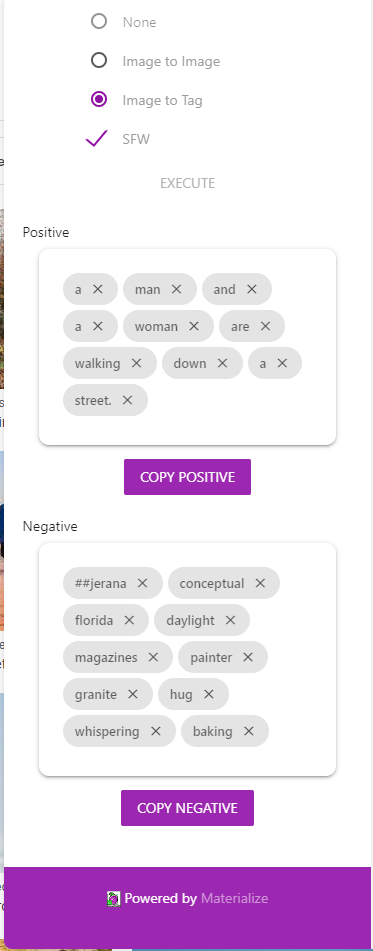 None
Image to Image
Image to Tag
SFW
EXECUTE
Positive
a × man × and ×
a × woman × are ×
walking × down × a ×
street. ×
COPY POSITIVE
Negative
##jerana × conceptual ×
florida × daylight ×
magazines × painter ×
granite × hug ×
whispering × baking ×
COPY NEGATIVE
Powered by Materialize